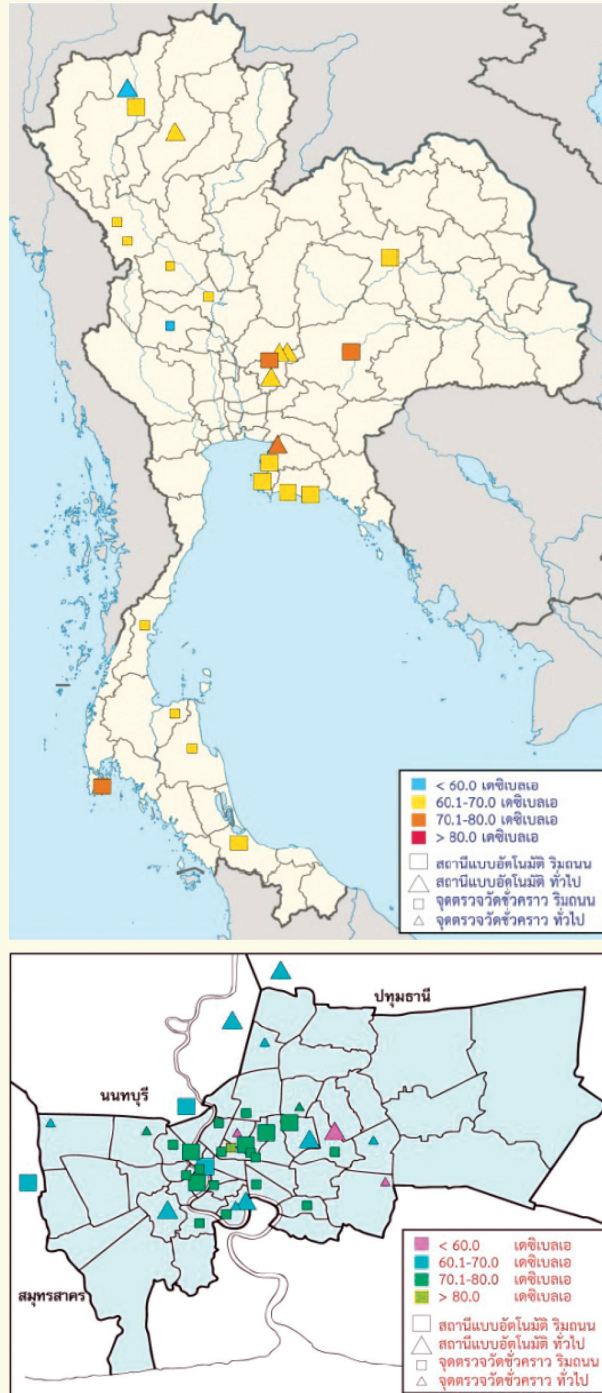 < 60.0 เดซิเบลเอ
60.1-70.0 เดซิเบลเอ
70.1-80.0 เดซิเบลเอ
> 80.0 เดซิเบลเอ
สถานีแบบอัตโนมัติ ริมถนน
สถานีแบบอัตโนมัติ ทั่วไป
จุดตรวจวัดชั่วคราว ริมถนน
จุดตรวจวัดชั่วคราว ทั่วไป
ปทุมธานี
นนทบุรี
สมุทรสาคร
< 60.0 เดซิเบลเอ
60.1-70.0 เดซิเบลเอ
70.1-80.0 เดซิเบลเอ
> 80.0 เดซิเบลเอ
สถานีแบบอัตโนมัติ ริมถนน
สถานีแบบอัตโนมัติ ทั่วไป
จุดตรวจวัดชั่วคราว ริมถนน
จุดตรวจวัดชั่วคราว ทั่วไป